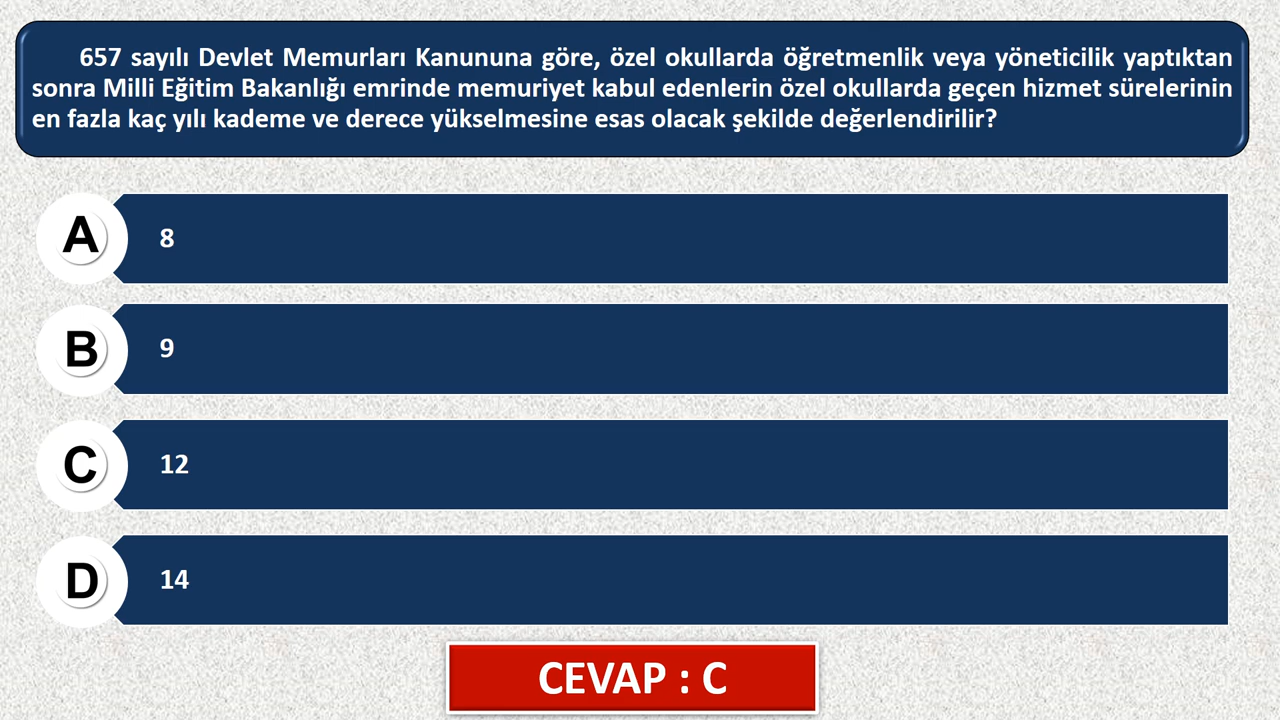 657 sayılı Devlet Memurları Kanununa göre, özel okullarda öğretmenlik veya yöneticilik yaptıktan
sonra Milli Eğitim Bakanlığı emrinde memuriyet kabul edenlerin özel okullarda geçen hizmet sürelerinin
en fazla kaç yılı kademe ve derece yükselmesine esas olacak şekilde değerlendirilir?
A 8
B 9
C 12
D 14
CEVAP : C